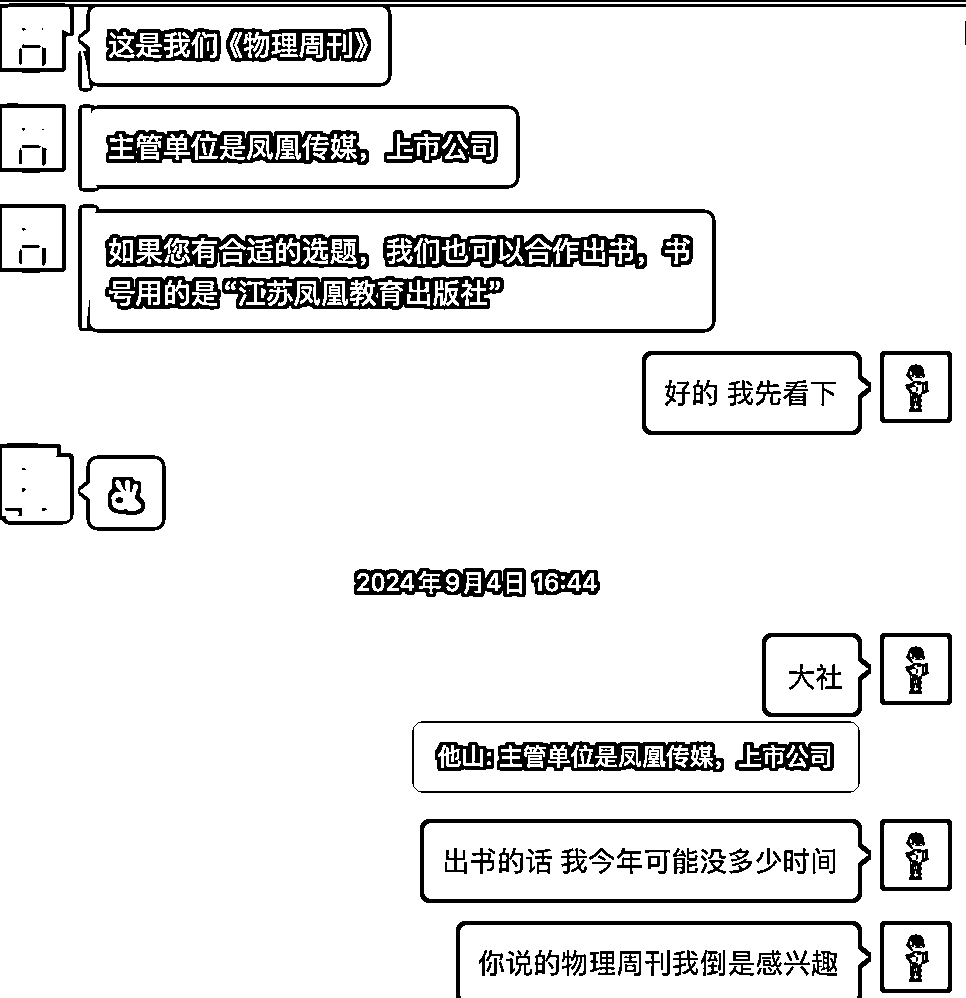 这是我们《物理周刊》
主管单位是凤凰传媒，上市公司
如果您有合适的选题，我们也可以合作出书，书
号用的是“江苏凤凰教育出版社”
好的 我先看下
2024年9月4日 16:44
大社
他山: 主管单位是凤凰传媒，上市公司
出书的话 我今年可能没多少时间
你说的物理周刊我倒是感兴趣